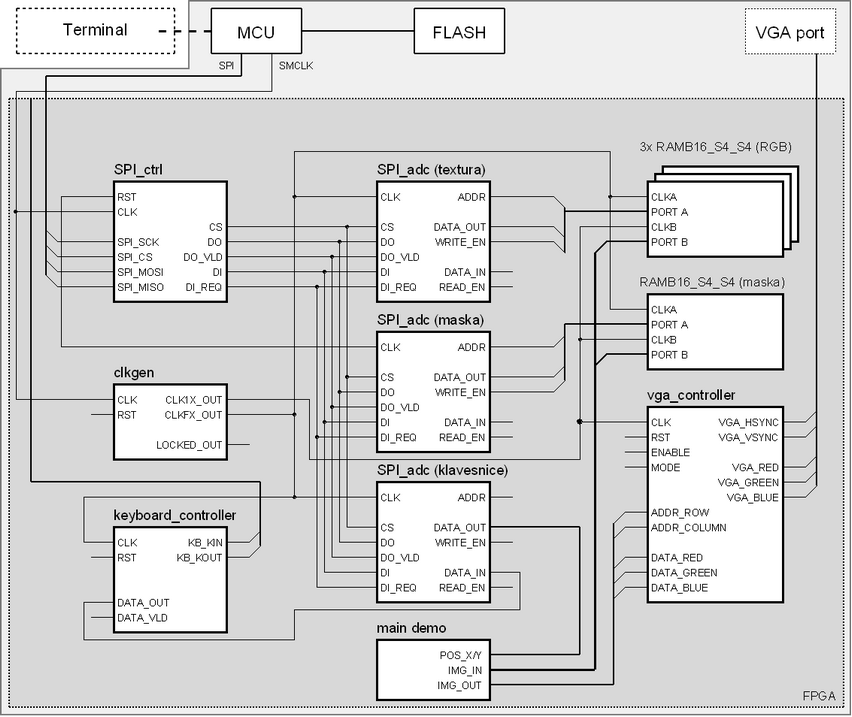 Terminal
MCU
FLASH
VGA port
SPI
SMCLK
SPI_ctrl
RST
CLK
CS
DO
DO_VLD
DI
DI_REQ
SPI_SCK
SPI_CS
SPI_MOSI
SPI_MISO
SPI_adc (textura)
CLK
ADDR
CS
DATA_OUT
DO
WRITE_EN
DO_VLD
DI
DATA_IN
DI_REQ
READ_EN
3x RAMB16_S4_S4 (RGB)
CLKA
PORT A
CLKB
PORT B
RAMB16_S4_S4 (maska)
CLKA
PORT A
CLKB
PORT B
SPI_adc (maska)
CLK
ADDR
CS
DATA_OUT
DO
WRITE_EN
DO_VLD
DI
DATA_IN
DI_REQ
READ_EN
clkgen
CLK
CLK1X_OUT
RST
CLKFX_OUT
LOCKED_OUT
vga_controller
CLK
VGA_HSYNC
RST
VGA_VSYNC
ENABLE
MODE
VGA_RED
VGA_GREEN
VGA_BLUE
ADDR_ROW
ADDR_COLUMN
DATA_RED
DATA_GREEN
DATA_BLUE
SPI_adc (klavesnice)
CLK
ADDR
CS
DATA_OUT
DO
WRITE_EN
DO_VLD
DI
DATA_IN
DI_REQ
READ_EN
keyboard_controller
CLK
KB_KIN
RST
KB_KOUT
DATA_OUT
DATA_VLD
main demo
POS_X/Y
IMG_IN
IMG_OUT
FPGA